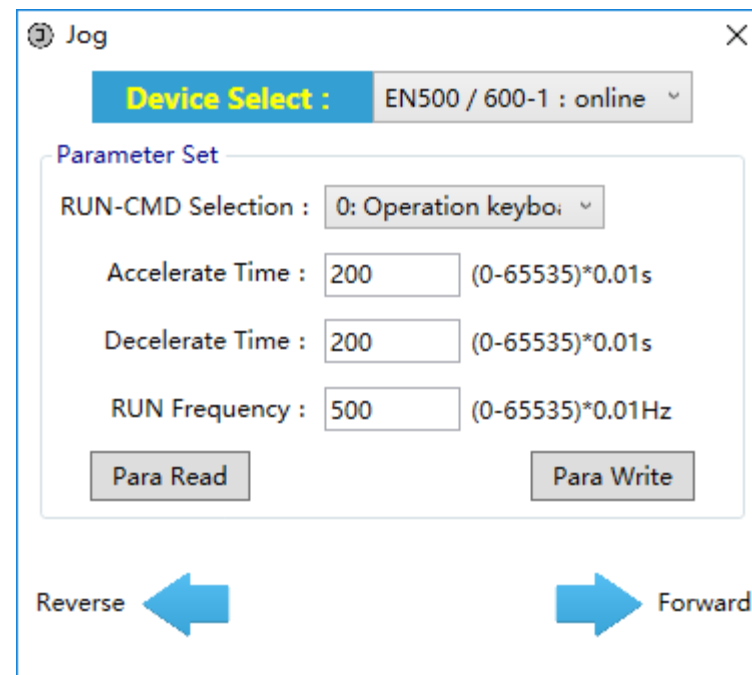 Jog
Device Select : EN500 / 600-1 : online
Parameter Set
RUN-CMD Selection : 0: Operation keyboa
Accelerate Time : 200 (0-65535)*0.01s
Decelerate Time : 200 (0-65535)*0.01s
RUN Frequency : 500 (0-65535)*0.01Hz
Para Read Para Write
Reverse Forward